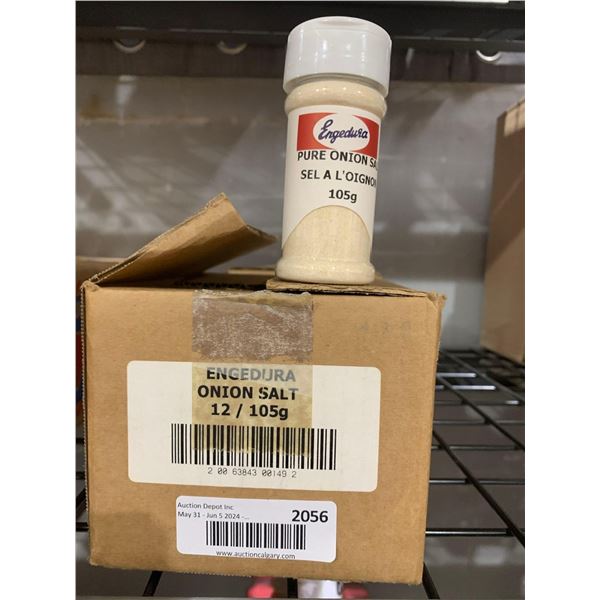 Engedura
PURE ONION SA
SEL A L'OIGNON
105g
ENGEDURA
ONION SALT
12 / 105g
2 00 63843 00149 2
Auction Depot Inc
May 31 - Jun 5 2024 -...
2056
www.auctioncalgary.com